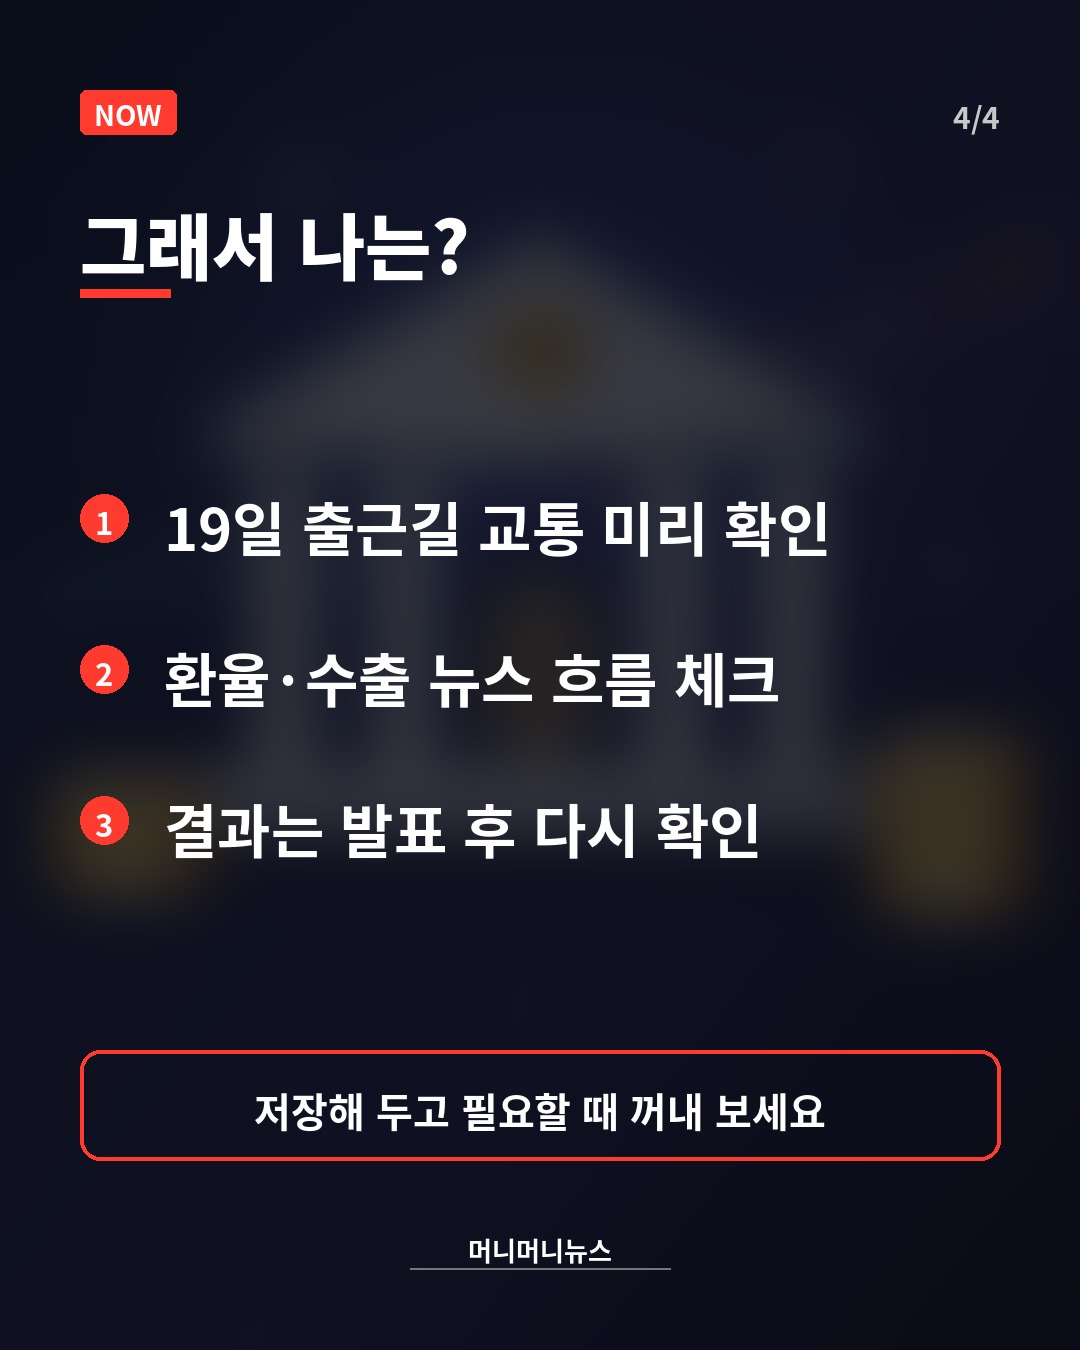 NOW
4/4
그래서 나는?
1 19일 출근길 교통 미리 확인
2 환율·수출 뉴스 흐름 체크
3 결과는 발표 후 다시 확인
저장해 두고 필요할 때 꺼내 보세요
머니머니뉴스